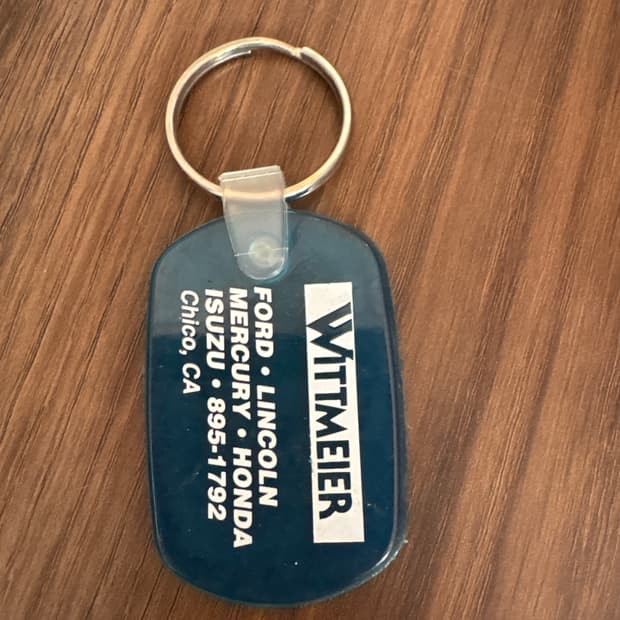 WITTMEIER
FORD • LINCOLN
MERCURY • HONDA
ISUZU • 895-1792
Chico, CA